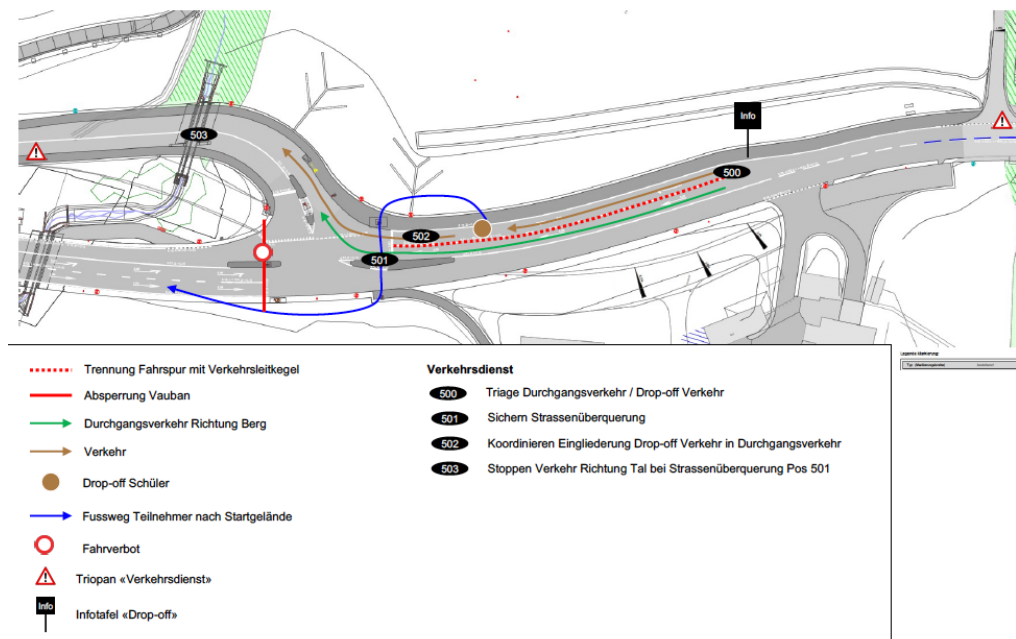 Info
503
500
502
501
Trennung Fahrspur mit Verkehrsleitkegel
Absperrung Vauban
Durchgangsverkehr Richtung Berg
Verkehr
Drop-off Schüler
Fussweg Teilnehmer nach Startgelände
Fahrverbot
Triopan «Verkehrsdienst»
Info
Infotafel «Drop-off»
Verkehrsdienst
500 Triage Durchgangsverkehr / Drop-off Verkehr
501 Sichern Strassenüberquerung
502 Koordinieren Eingliederung Drop-off Verkehr in Durchgangsverkehr
503 Stoppen Verkehr Richtung Tal bei Strassenüberquerung Pos 501